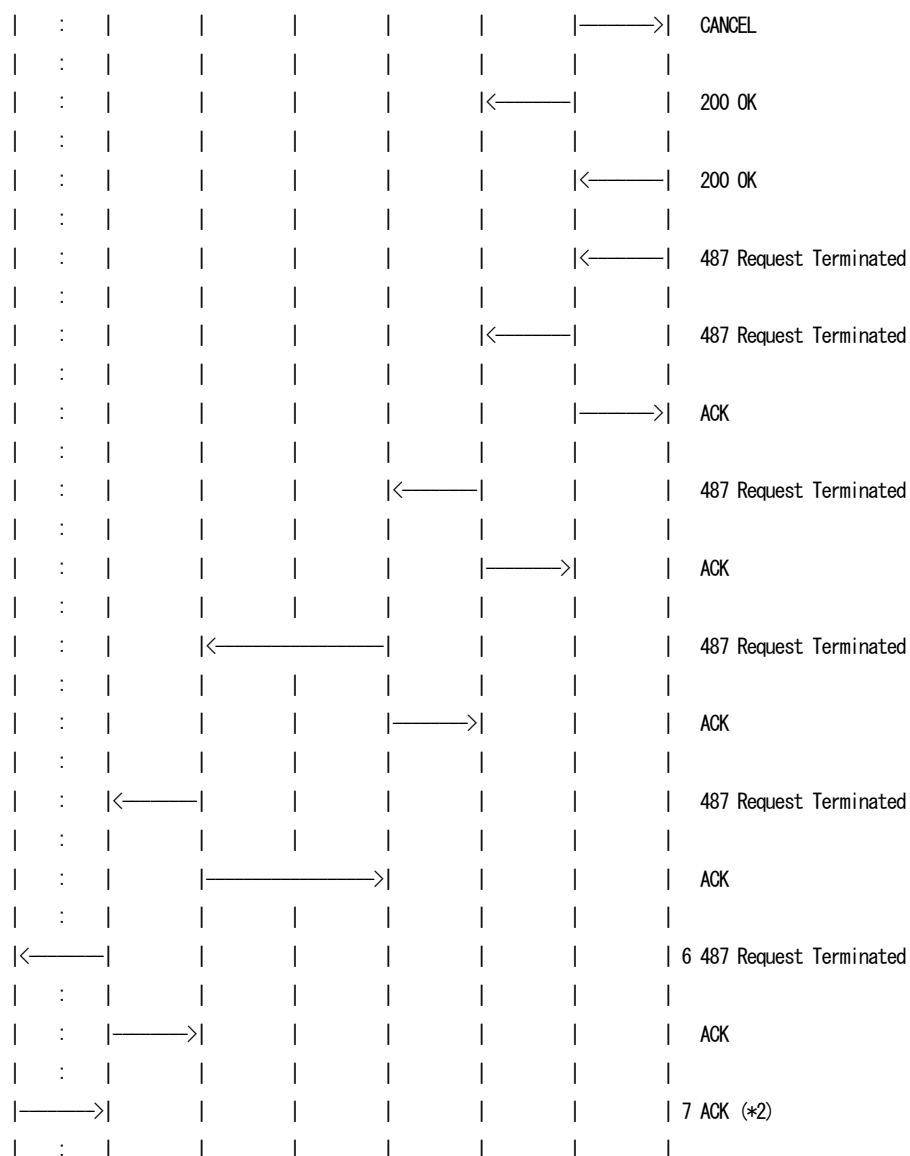 CANCEL
200 OK
200 OK
487 Request Terminated
487 Request Terminated
ACK
487 Request Terminated
ACK
487 Request Terminated
ACK
487 Request Terminated
ACK
6 487 Request Terminated
ACK
7 ACK (*2)